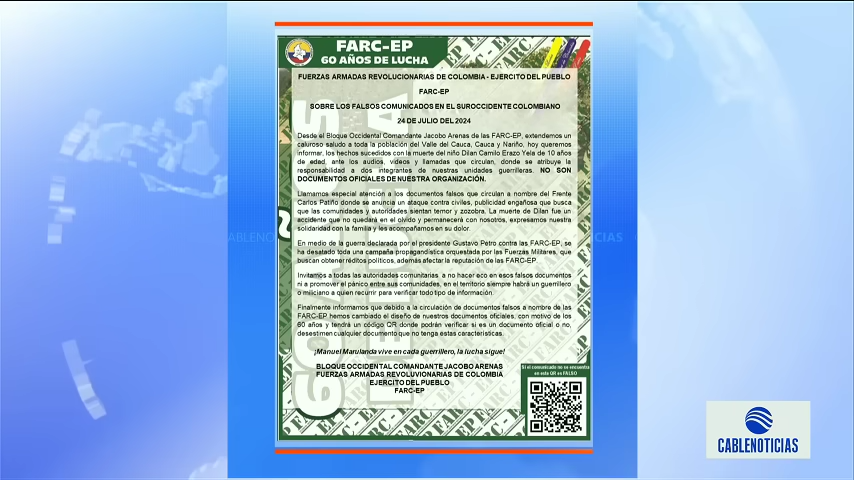 FARC-EP
60 AÑOS DE LUCHA
FUERZAS ARMADAS REVOLUCIONARIAS DE COLOMBIA - EJERCITO DEL PUEBLO
FARC-EP
SOBRE LOS FALSOS COMUNICADOS EN EL SUROCCIDENTE COLOMBIANO
24 DE JULIO DEL 2024
Desde el Bloque Occidental Comandante Jacobo Arenas de las FARC-EP, extendemos un
caluroso saludo a toda la población del Valle del Cauca, Cauca y Nariño, hoy queremos
informar, los hechos sucedidos con la muerte del niño Dilan Camilo Erazo Yela de 10 años
de edad, ante los audios, videos y llamadas que circulan, donde se atribuye la
responsabilidad a dos integrantes de nuestras unidades guerrilleras. NO SON
DOCUMENTOS OFICIALES DE NUESTRA ORGANIZACIÓN.
Llamamos especial atención a los documentos falsos que circulan a nombre del Frente
Carlos Patiño donde se anuncia un ataque contra civiles, publicidad engañosa que busca
que las comunidades y autoridades sientan temor y zozobra. La muerte de Dilan fue un
accidente que no quedará en el olvido y permanecerá con nosotros, expresamos nuestra
solidaridad con la familia y les acompañamos en su dolor.
En medio de la guerra declarada por el presidente Gustavo Petro contra las FARC-EP, se
ha desatado toda una campaña propagandística orquestada por las Fuerzas Militares, que
buscan obtener réditos políticos, además afectar la reputación de las FARC-EP.
Invitamos a todas las autoridades comunitarias, a no hacer eco en esos falsos documentos
ni a promover el pánico entre sus comunidades, en el territorio siempre habrá un guerrillero
o miliciano a quien recurrir para verificar todo tipo de información.
Finalmente informamos que debido a la circulación de documentos falsos a nombre de las
FARC-EP hemos cambiado el diseño de nuestros documentos oficiales, con motivo de los
60 años y tendrá un código QR donde podrán verificar si es un documento oficial o no,
desestimen cualquier documento que no tenga éstas características.
¡Manuel Marulanda vive en cada guerrillero, la lucha sigue!
BLOQUE OCCIDENTAL COMANDANTE JACOBO ARENAS
FUERZAS ARMADAS REVOLUVIONARIAS DE COLOMBIA
EJERCITO DEL PUEBLO
FARC-EP
Si el comunicado no se encuentra
en este QR es FALSO
CABLENOTICIAS